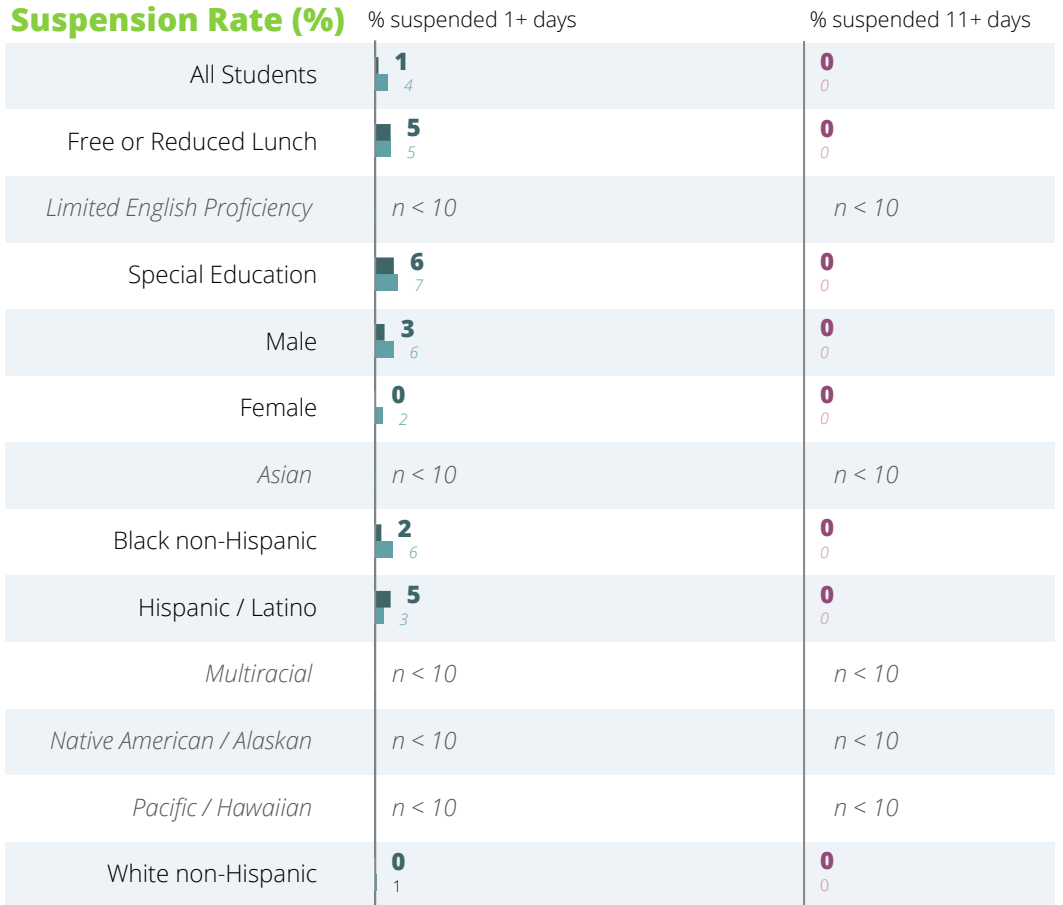 Suspension Rate (%) % suspended 1+ days % suspended 11+ days
All Students 1 0
4 0
Free or Reduced Lunch 5 0
5 0
Limited English Proficiency n < 10 n < 10
Special Education 6 0
7 0
Male 3 0
6 0
Female 0 0
2 0
Asian n < 10 n < 10
Black non-Hispanic 2 0
6 0
Hispanic / Latino 5 0
3 0
Multiracial n < 10 n < 10
Native American / Alaskan n < 10 n < 10
Pacific / Hawaiian n < 10 n < 10
White non-Hispanic 0 0
1 0